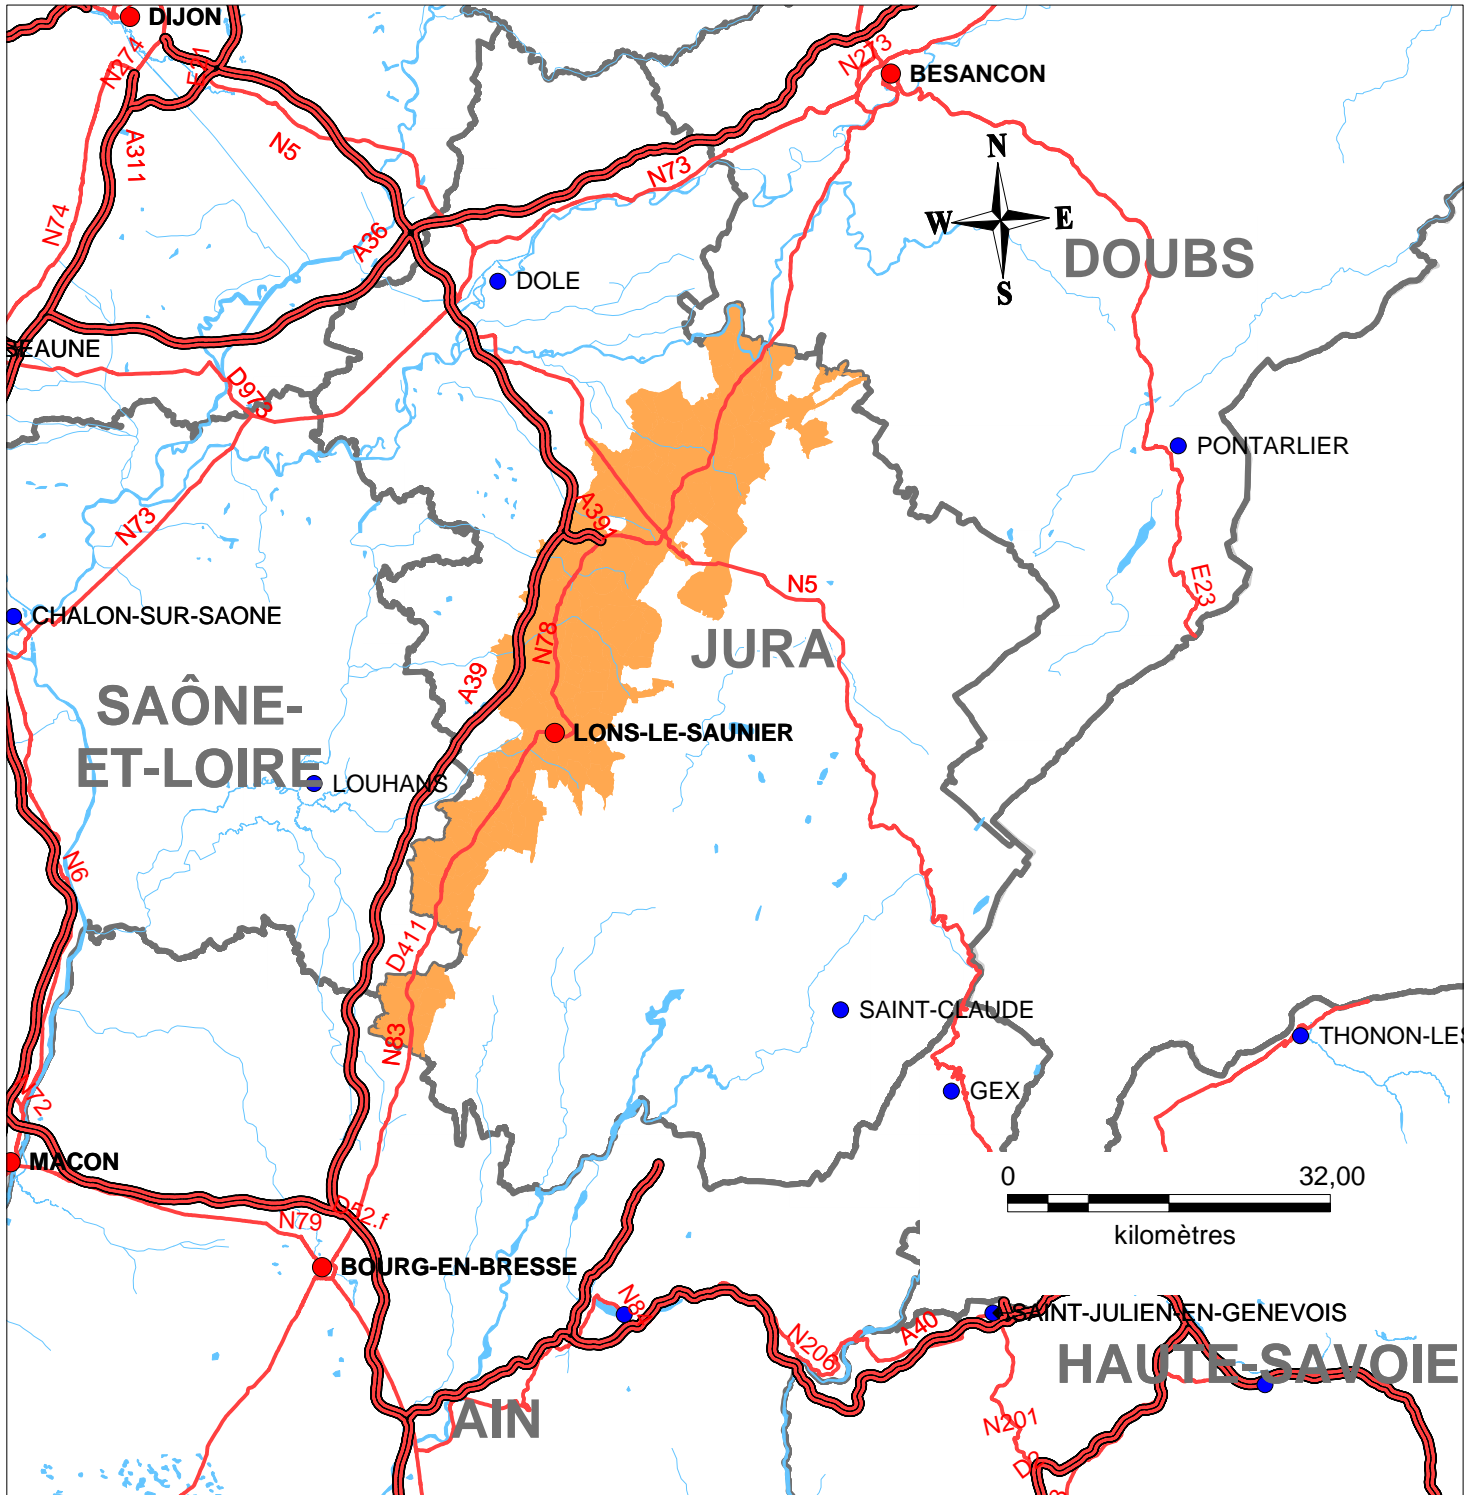 DIJON
N274
N273
BESANCON
N5
A311
N73
N
W
E
S
N74
A36
DOUBS
DOLE
BEAUNE
D973
PONTARLIER
N73
A391
N5
E23
CHALON-SUR-SAONE
N78
JURA
A39
SAÔNE-
ET-LOIRE
LONS-LE-SAUNIER
LOUHANS
N6
D411
SAINT-CLAUDE
THONON-LES
N83
GEX
MACON
0
32,00
kilomètres
N79
BOURG-EN-BRESSE
SAINT-JULIEN-EN-GENEVOIS
A40
N206
HAUTE-SAVOIE
AIN
N201